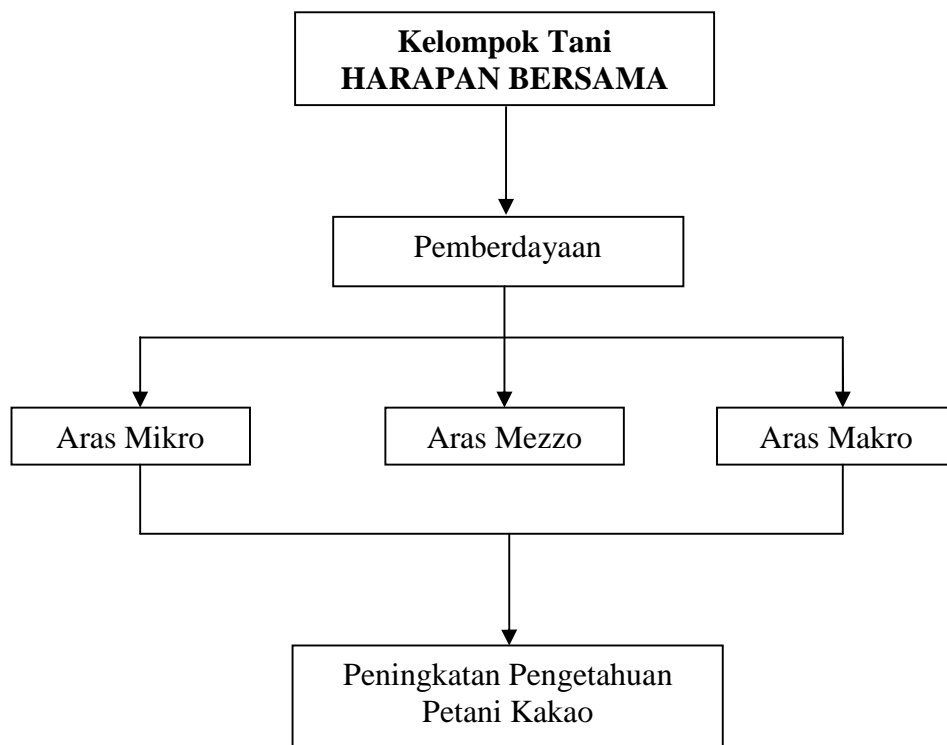 Kelompok Tani
HARAPAN BERSAMA
Pemberdayaan
Aras Mikro
Aras Mezzo
Aras Makro
Peningkatan Pengetahuan
Petani Kakao